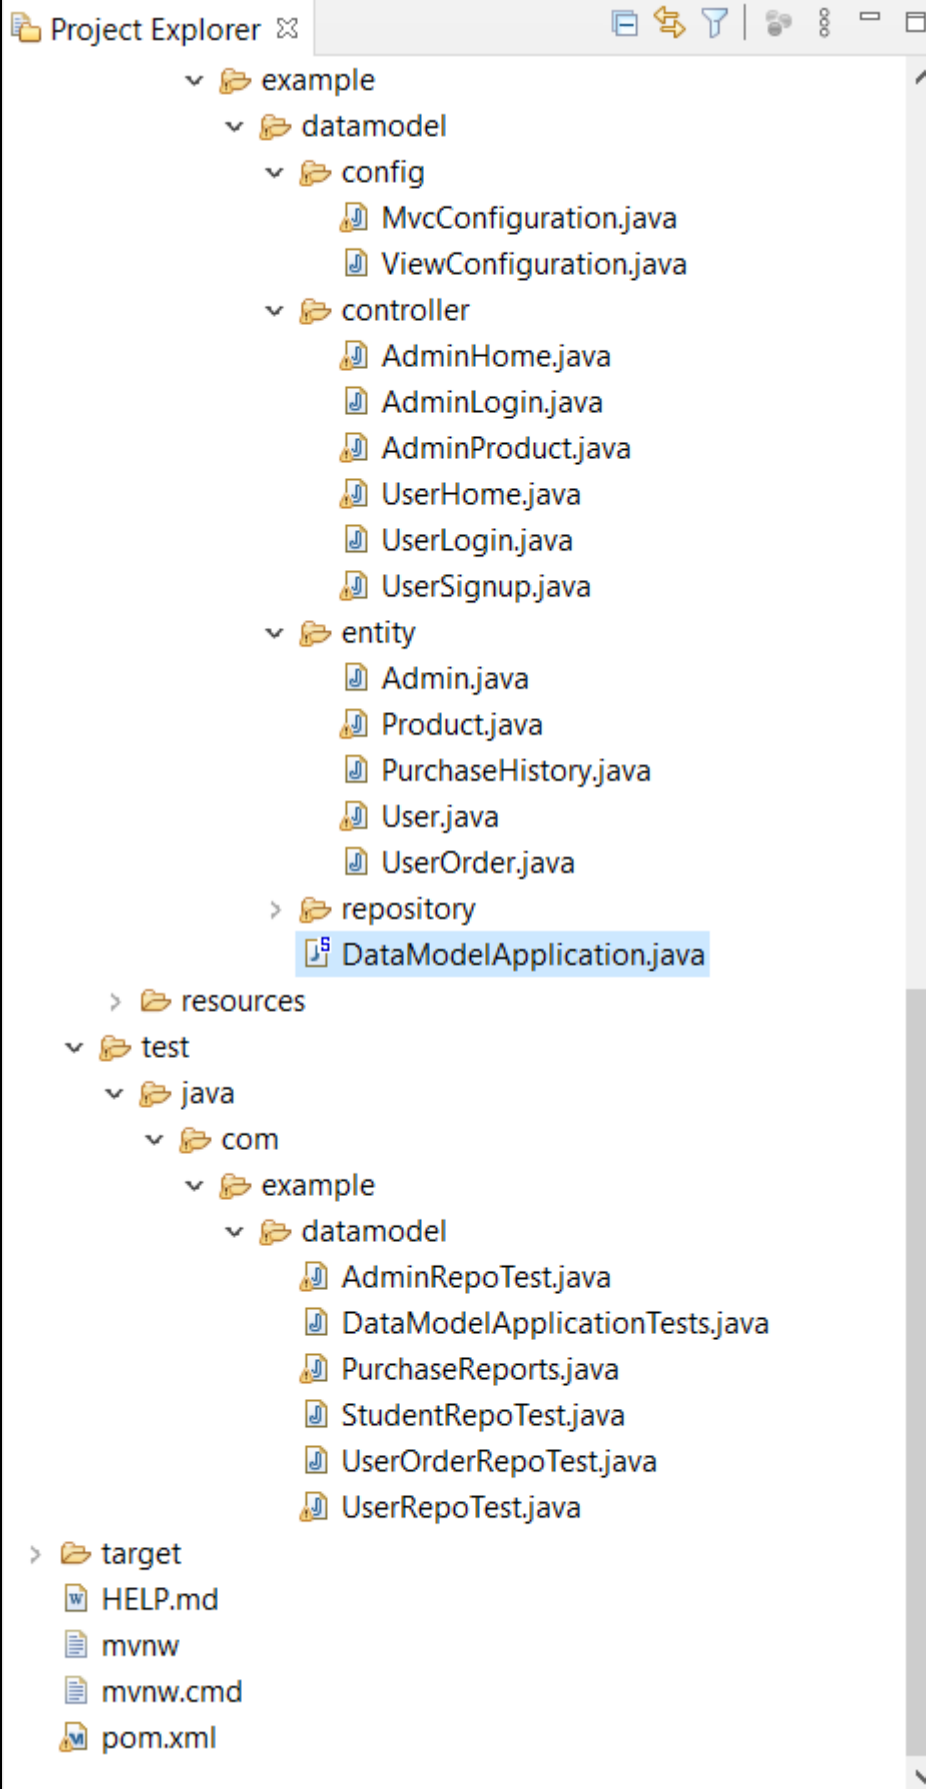 Project Explorer
example
datamodel
config
MvcConfiguration.java
ViewConfiguration.java
controller
AdminHome.java
AdminLogin.java
AdminProduct.java
UserHome.java
UserLogin.java
UserSignup.java
entity
Admin.java
Product.java
PurchaseHistory.java
User.java
UserOrder.java
repository
DataModelApplication.java
resources
test
java
com
example
datamodel
AdminRepoTest.java
DataModelApplicationTests.java
PurchaseReports.java
StudentRepoTest.java
UserOrderRepoTest.java
UserRepoTest.java
target
HELP.md
mvnw
mvnw.cmd
pom.xml